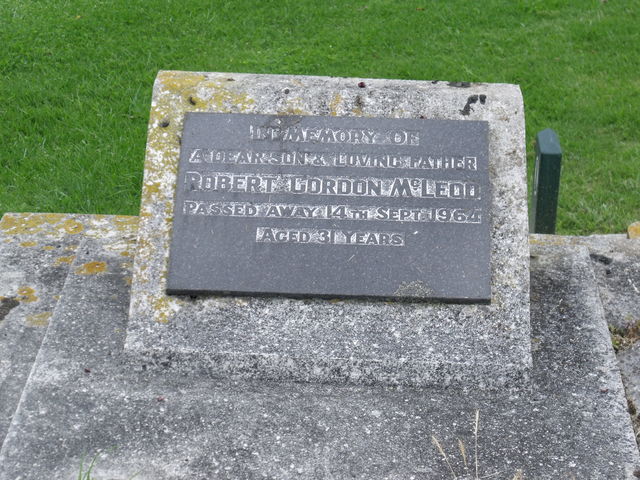 IN MEMORY OF
A DEAR SON & LOVING FATHER
ROBERT GORDON McLEOD
PASSED AWAY 14TH SEPT. 1964
AGED 31 YEARS